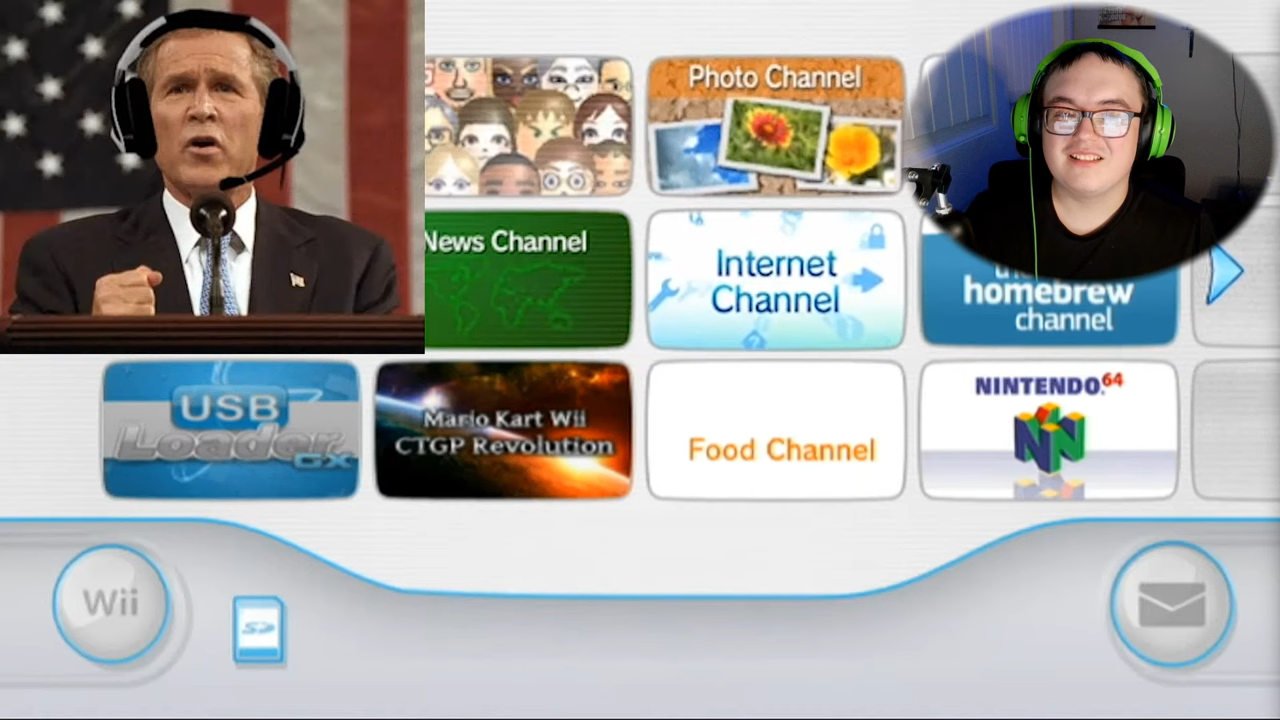 Photo Channel
News Channel
Internet
Channel
homebrew
channel
USB
Loader
GX
Mario Kart Wii
CTGP Revolution
Food Channel
NINTENDO64
Wii
SD